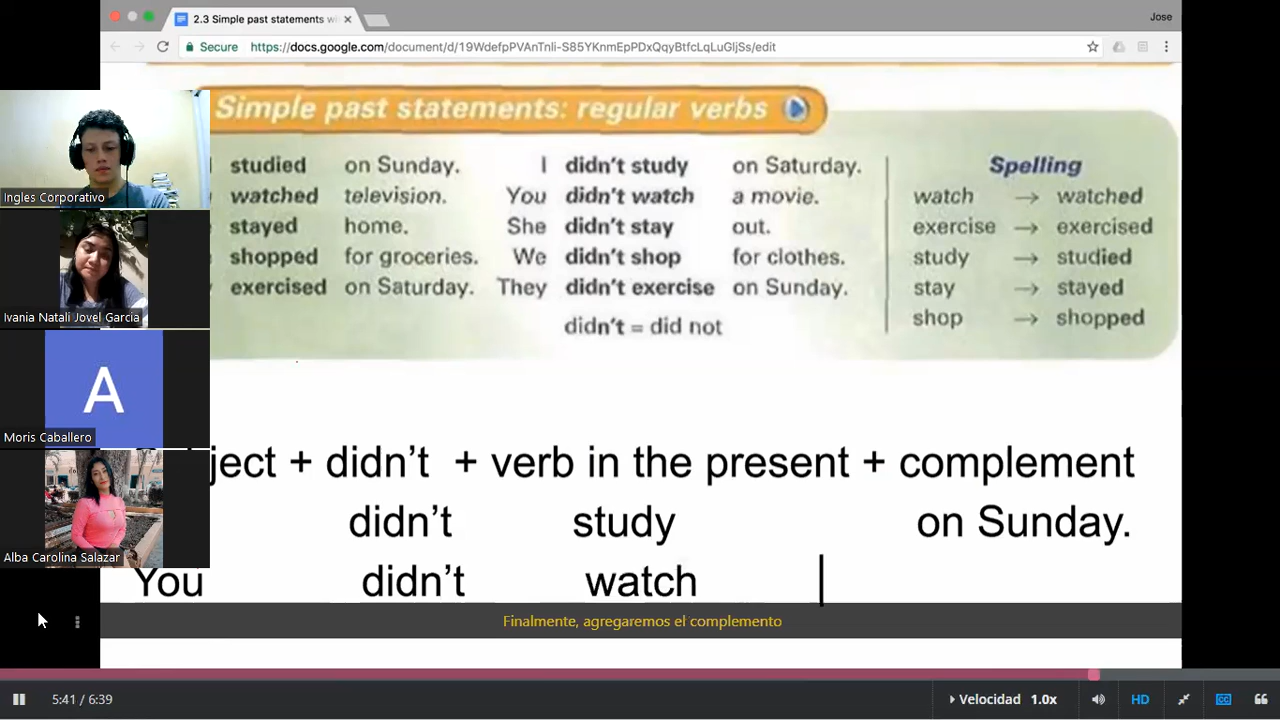 2.3 Simple past statements wi
Jose
Secure https://docs.google.com/document/d/19WdefpPVAnTnli-S85YKnmEpPDxQqyBtfcLqLuGljSs/edit
Simple past statements: regular verbs
studied on Sunday. I didn't study on Saturday. Spelling
watched television. You didn't watch a movie. watch → watched
stayed home. She didn't stay out. exercise → exercised
shopped for groceries. We didn't shop for clothes. study → studied
exercised on Saturday. They didn't exercise on Sunday. stay → stayed
didn't = did not shop → shopped
Ingles Corporativo
Ivania Natali Jovel Garcia
A
Moris Caballero
Alba Carolina Salazar
ject + didn't + verb in the present + complement
didn't study on Sunday.
You didn't watch
Finalmente, agregaremos el complemento
5:41 / 6:39 Velocidad 1.0x HD CC